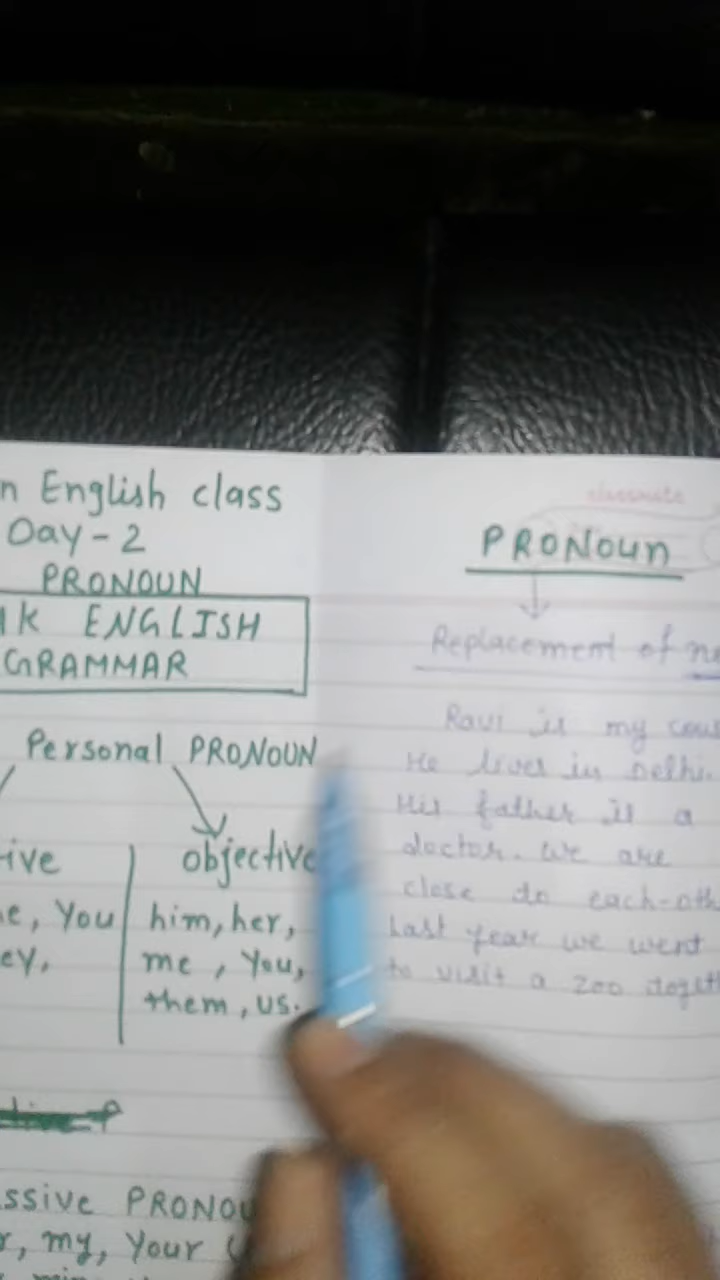 n English class
Day-2
PRONOUN
ENGLISH
GRAMMAR
Personal PRONOUN
ive
objective
e, You
him, her,
ey,
me, You,
them, us.
ssive PRONOU
r, my, Your
classmate
PRONOUN
Replacement of
Ravi is my
He lives in Delhi.
His father is a
doctor. We are
close to each-oth
Last year we went
to visit a zoo